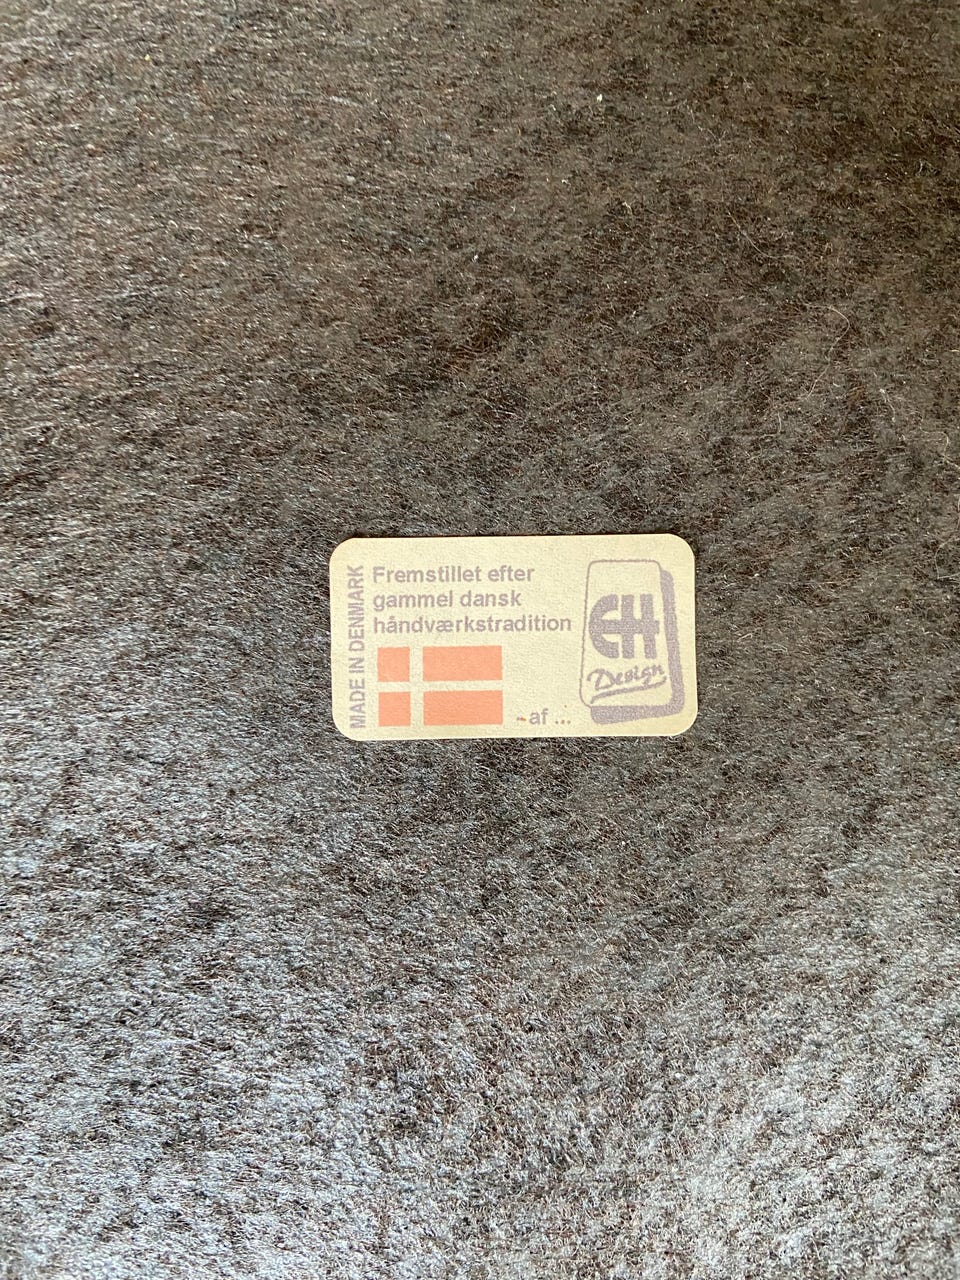 MADE IN DENMARK
Fremstillet efter
gammel dansk
håndværkstradition
- af ...
EH
Design